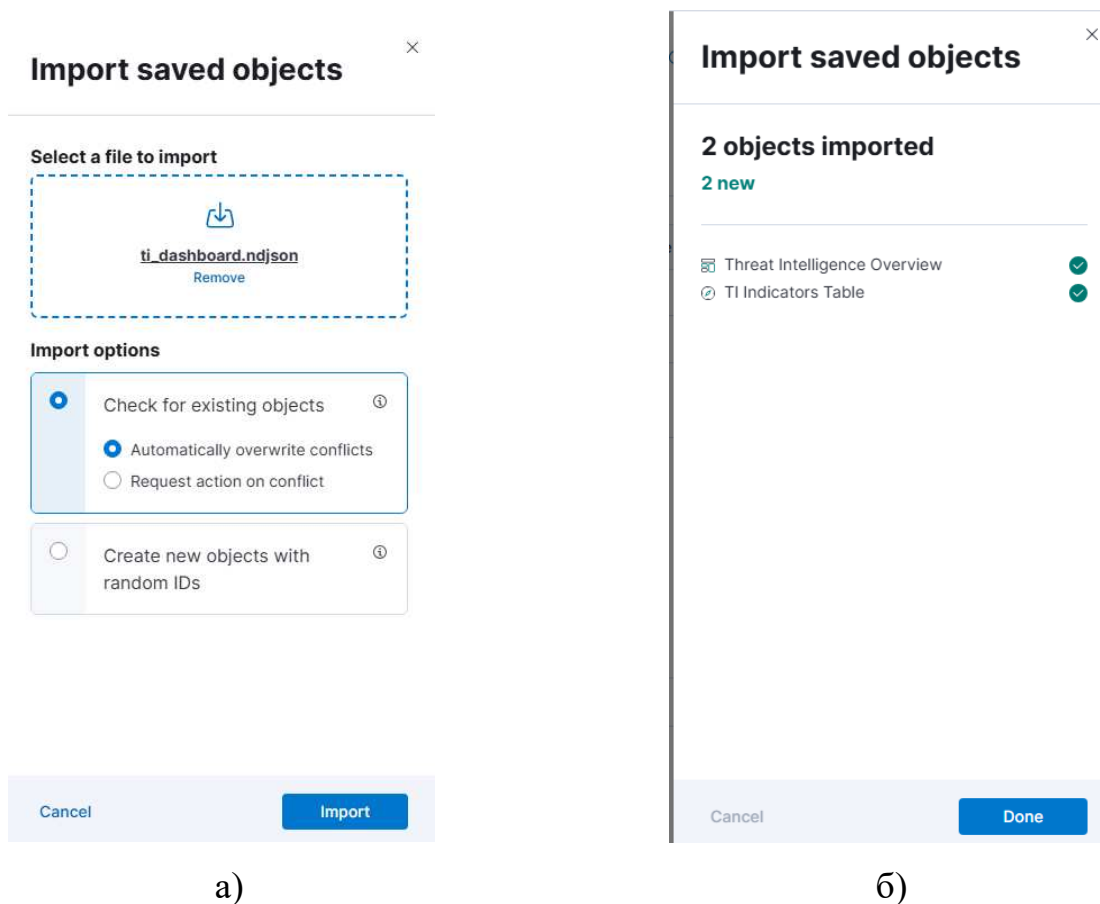 Import saved objects
Select a file to import
ti_dashboard.ndjson
Remove
Import options
Check for existing objects
Automatically overwrite conflicts
Request action on conflict
Create new objects with
random IDs
Cancel
Import
а)
Import saved objects
2 objects imported
2 new
Threat Intelligence Overview
TI Indicators Table
Cancel
Done
б)